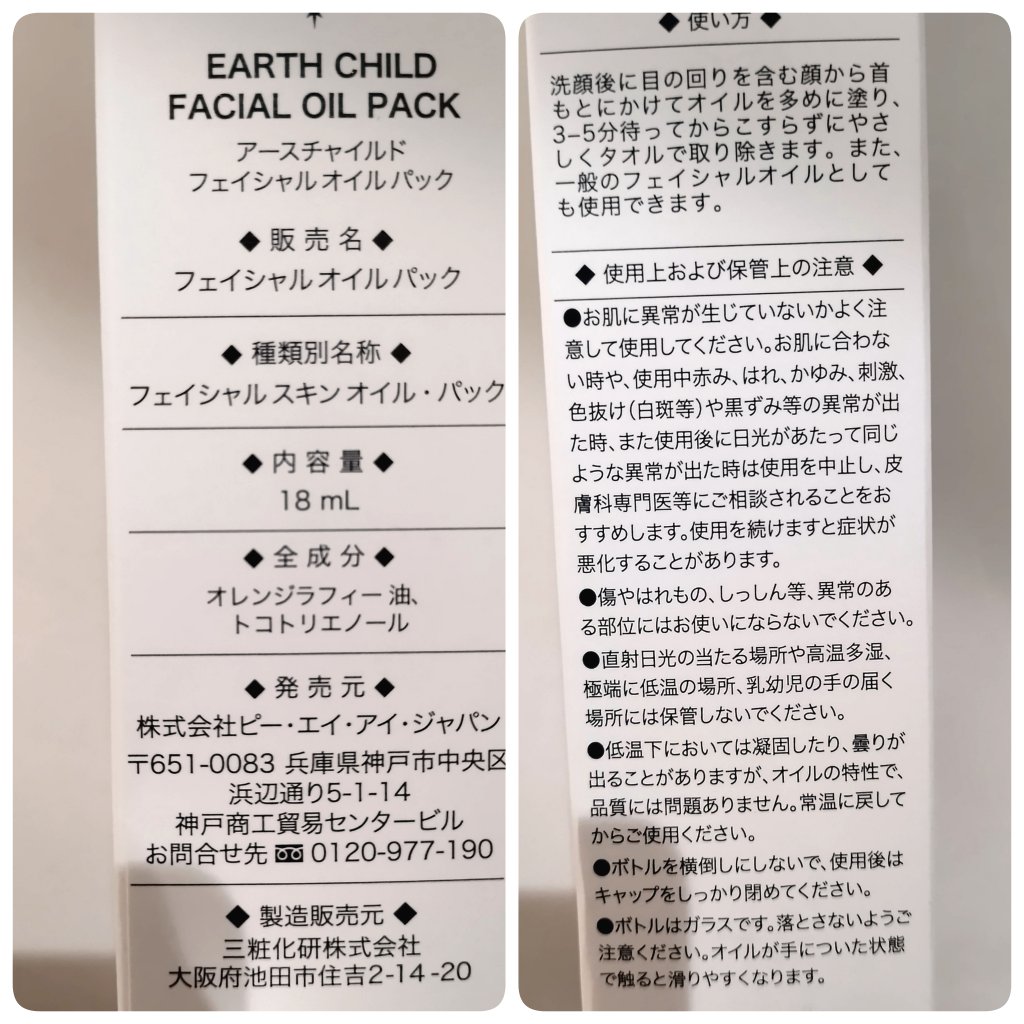 EARTH CHILD
FACIAL OIL PACK
アースチャイルド
フェイシャル オイル パック
◆ 販 売 名 ◆
フェイシャル オイル パック
◆ 種類別名称 ◆
フェイシャル スキン オイル・パック
◆ 内 容 量 ◆
18 mL
◆ 全 成 分 ◆
オレンジラフィー 油、
トコトリエノール
◆ 発 売 元 ◆
株式会社ピー・エイ・アイ・ジャパン
〒651-0083 兵庫県神戸市中央区
浜辺通り5-1-14
神戸商工貿易センタービル
お問合せ先 0120-977-190
◆ 製造販売元 ◆
三粧化研株式会社
大阪府池田市住吉2-14-20
◆ 使い方 ◆
洗顔後に目の回りを含む顔から首
もとにかけてオイルを多めに塗り、
3–5分待ってからこすらずにやさ
しくタオルで取り除きます。また、
一般のフェイシャルオイルとして
も使用できます。
◆ 使用上および保管上の注意 ◆
●お肌に異常が生じていないかよく注
意して使用してください。お肌に合わな
い時や、使用中赤み、はれ、かゆみ、刺激、
色抜け(白斑等)や黒ずみ等の異常が出
た時、また使用後に日光があたって同じ
ような異常が出た時は使用を中止し、皮
膚科専門医等にご相談されることをお
すすめします。使用を続けますと症状が
悪化することがあります。
●傷やはれもの、しっしん等、異常のあ
る部位にはお使いにならないでください。
●直射日光の当たる場所や高温多湿、
極端に低温の場所、乳幼児の手の届く
場所には保管しないでください。
●低温下においては凝固したり、曇りが
出ることがありますが、オイルの特性で、
品質には問題ありません。常温に戻して
からご使用ください。
●ボトルを横倒しにしないで、使用後は
キャップをしっかり閉めてください。
●ボトルはガラスです。落とさないようご
注意ください。オイルが手についた状態
で触ると滑りやすくなります。